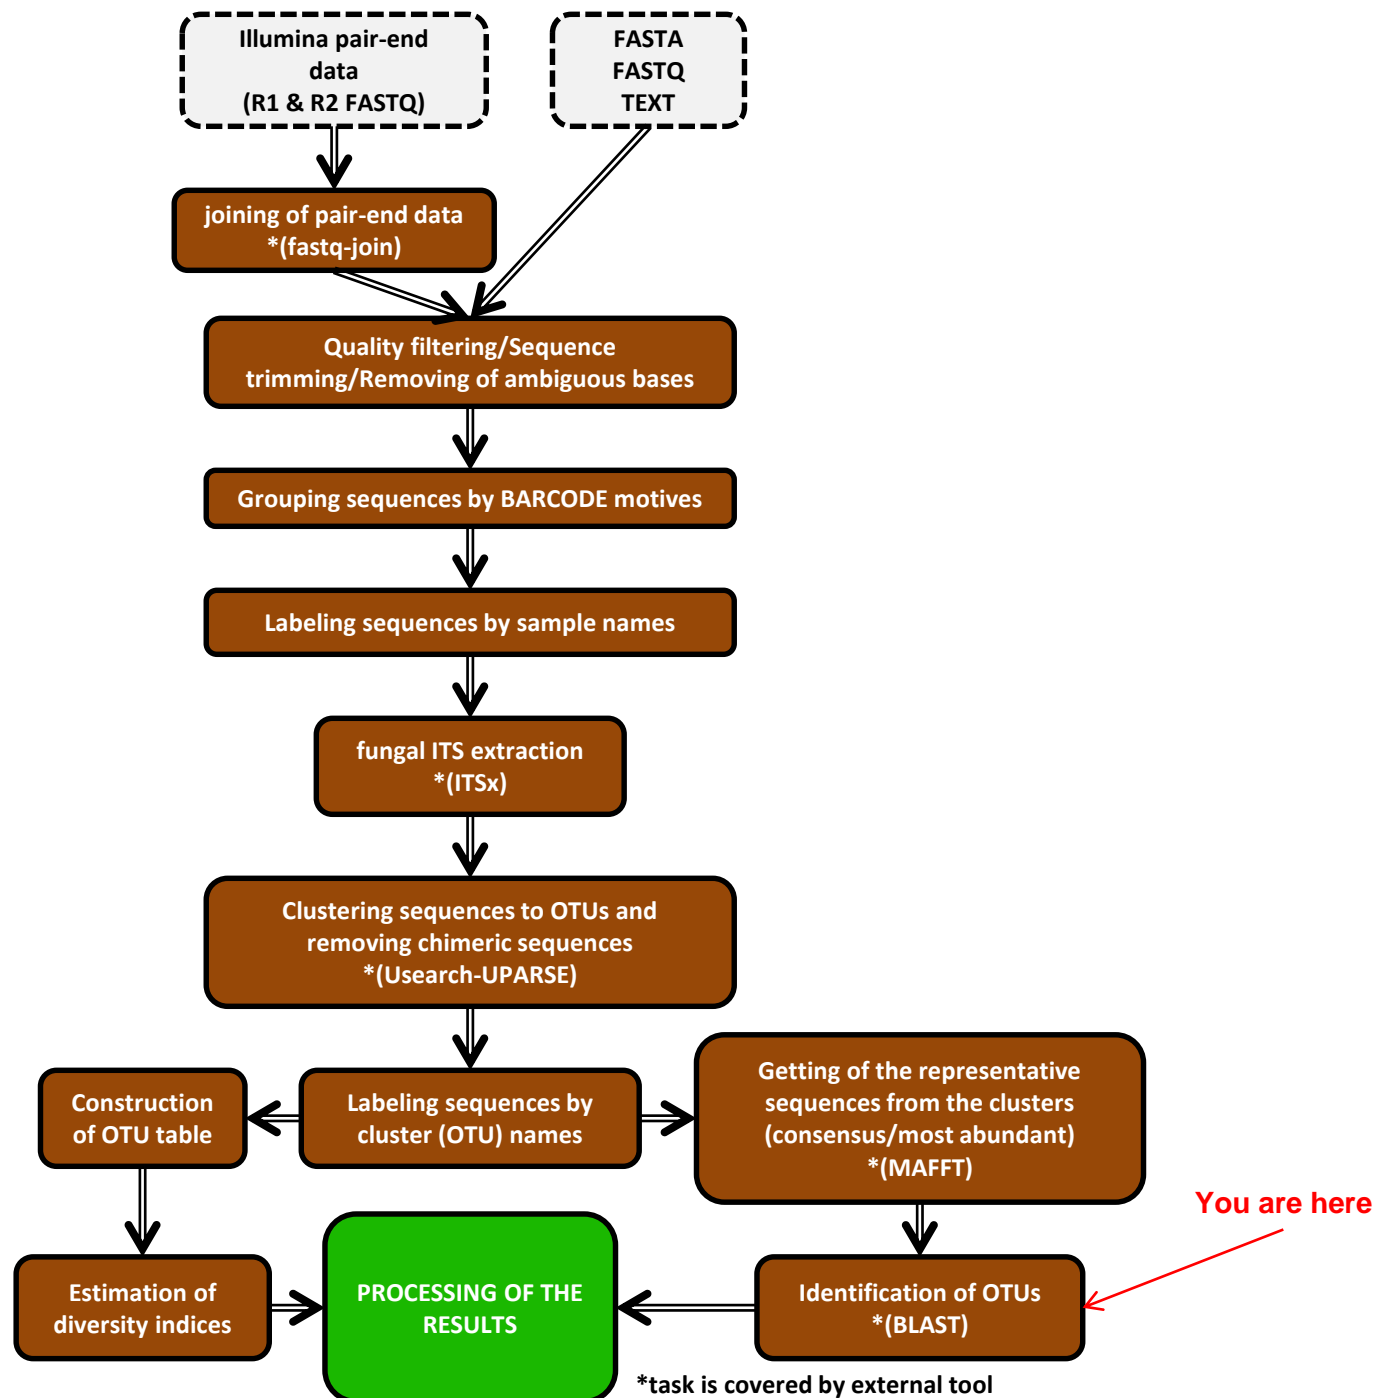 Illumina pair-end
data
(R1 & R2 FASTQ)
FASTA
FASTQ
TEXT
joining of pair-end data
*(fastq-join)
Quality filtering/Sequence
trimming/Removing of ambiguous bases
Grouping sequences by BARCODE motives
Labeling sequences by sample names
fungal ITS extraction
*(ITSx)
Clustering sequences to OTUs and
removing chimeric sequences
*(Usearch-UPARSE)
Construction
of OTU table
Labeling sequences by
cluster (OTU) names
Getting of the representative
sequences from the clusters
(consensus/most abundant)
*(MAFFT)
You are here
Estimation of
diversity indices
PROCESSING OF THE
RESULTS
Identification of OTUs
*(BLAST)
*task is covered by external tool